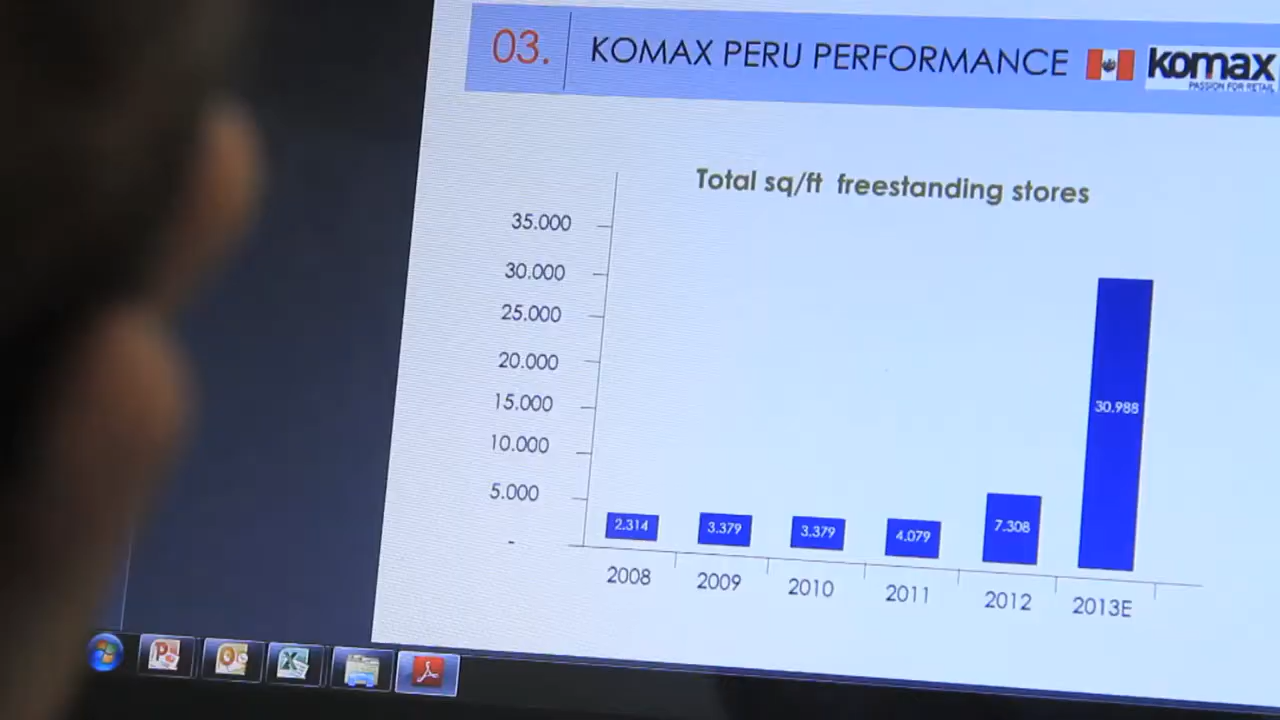 03. KOMAX PERU PERFORMANCE komax
PASSION FOR RETAIL
Total sq/ft freestanding stores
35.000
30.000
25.000
20.000
15.000
10.000
5.000
-
2.314 3.379 3.379 4.079 7.308 30.988
2008 2009 2010 2011 2012 2013E